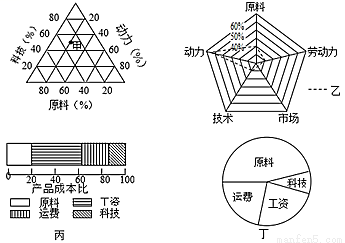 20 20
40 40
60 60
80 80
甲
科技(%)
动力(%)
80 60 40 20
原料(%)
原料
60%
50%
40%
动力
劳动力
技术
市场
乙
0 20 40 60 80 100
产品成本比
原料 工资
运费 科技
丙
原料
科技
工资
运费
丁
manfen5.com